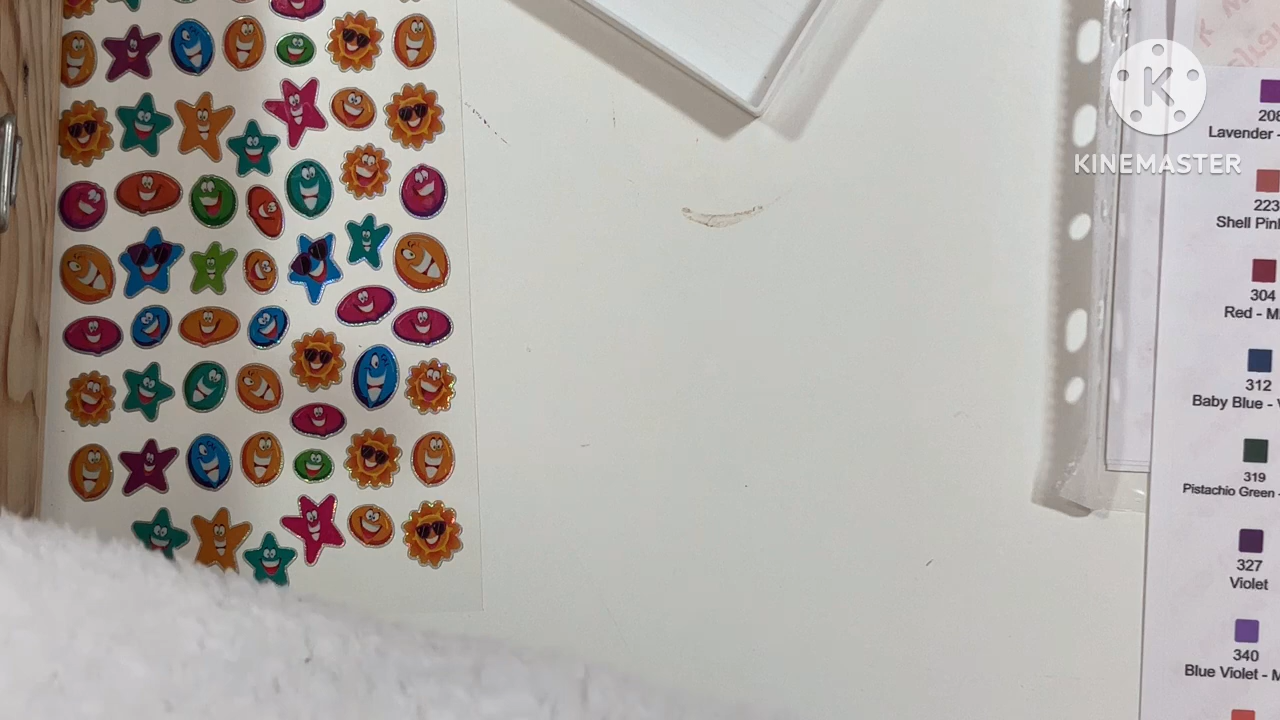 K
KINEMASTER
208
Lavender -
223
Shell Pin
304
Red - M
312
Baby Blue -
319
Pistachio Green -
327
Violet
340
Blue Violet - M